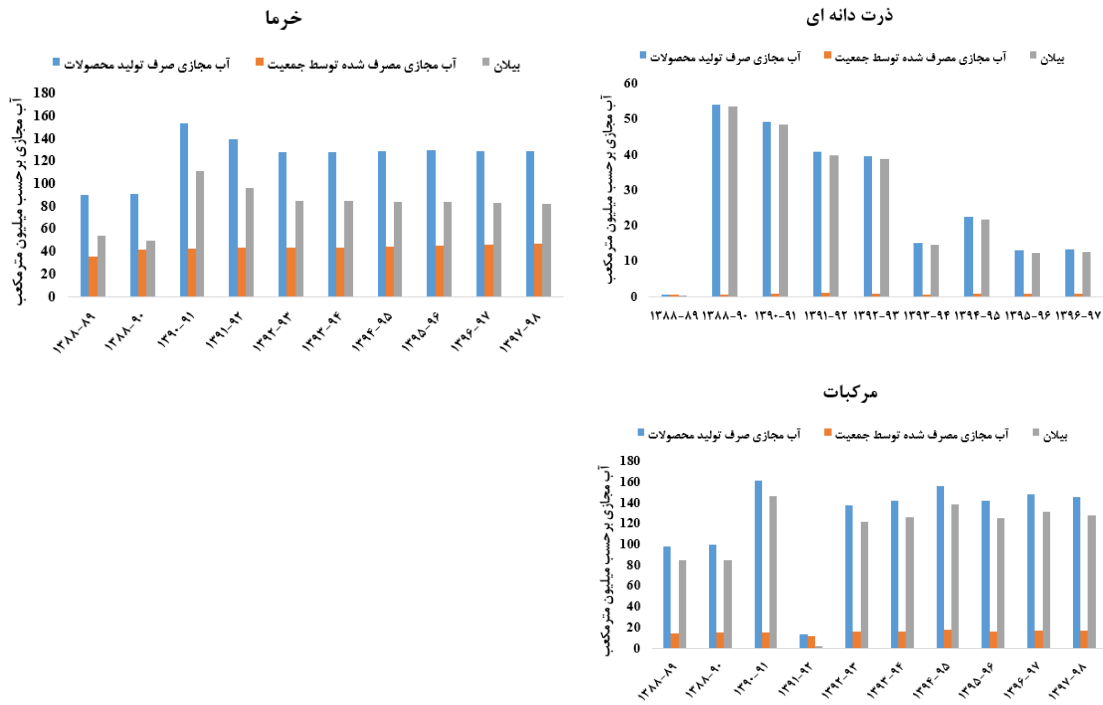 خرما
آب مجازی صرف تولید محصولات آب مجازی مصرف شده توسط جمعیت بیلان
آب مجازی برحسب میلیون مترمکعب
180
160
140
120
100
80
60
40
20
0
۱۳۸۸-۸۹ ۱۳۸۸-۹۰ ۱۳۹۰-۹۱ ۱۳۹۱-۹۲ ۱۳۹۲-۹۳ ۱۳۹۳-۹۴ ۱۳۹۴-۹۵ ۱۳۹۵-۹۶ ۱۳۹۶-۹۷ ۱۳۹۷-۹۸
ذرت دانه ای
آب مجازی صرف تولید محصولات آب مجازی مصرف شده توسط جمعیت بیلان
آب مجازی برحسب میلیون مترمکعب
60
50
40
30
20
10
0
۱۳۸۸-۸۹ ۱۳۸۸-۹۰ ۱۳۹۰-۹۱ ۱۳۹۱-۹۲ ۱۳۹۲-۹۳ ۱۳۹۳-۹۴ ۱۳۹۴-۹۵ ۱۳۹۵-۹۶ ۱۳۹۶-۹۷
مرکبات
آب مجازی صرف تولید محصولات آب مجازی مصرف شده توسط جمعیت بیلان
آب مجازی برحسب میلیون مترمکعب
180
160
140
120
100
80
60
40
20
0
۱۳۸۸-۸۹ ۱۳۸۸-۹۰ ۱۳۹۰-۹۱ ۱۳۹۱-۹۲ ۱۳۹۲-۹۳ ۱۳۹۳-۹۴ ۱۳۹۴-۹۵ ۱۳۹۵-۹۶ ۱۳۹۶-۹۷ ۱۳۹۷-۹۸